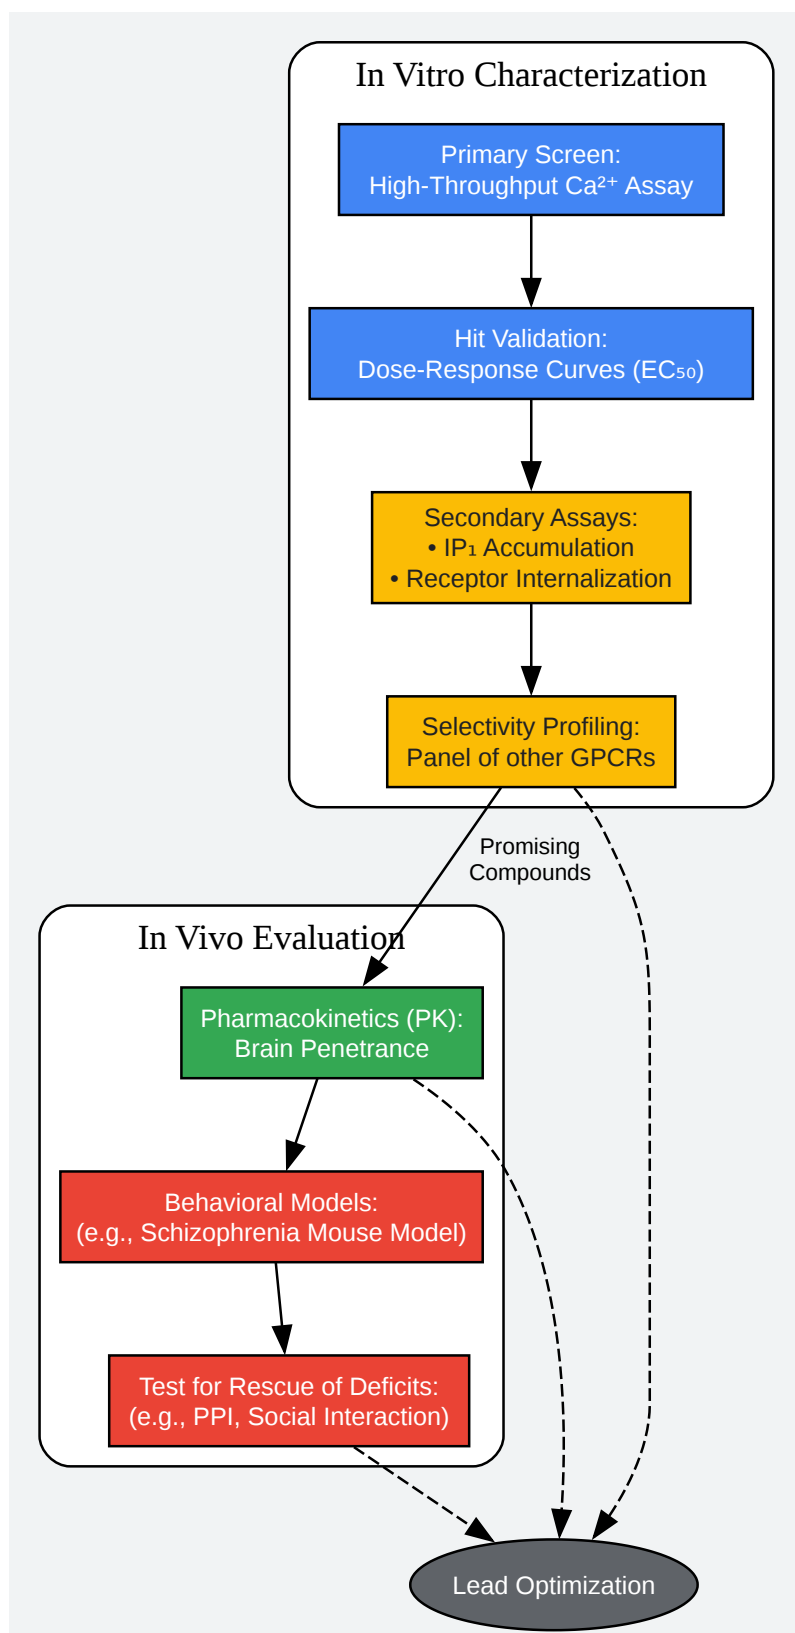 In Vitro Characterization
Primary Screen:
High-Throughput Ca²⁺ Assay
Hit Validation:
Dose-Response Curves (EC₅₀)
Secondary Assays:
• IP₁ Accumulation
• Receptor Internalization
Selectivity Profiling:
Panel of other GPCRs
Promising
Compounds
In Vivo Evaluation
Pharmacokinetics (PK):
Brain Penetrance
Behavioral Models:
(e.g., Schizophrenia Mouse Model)
Test for Rescue of Deficits:
(e.g., PPI, Social Interaction)
Lead Optimization